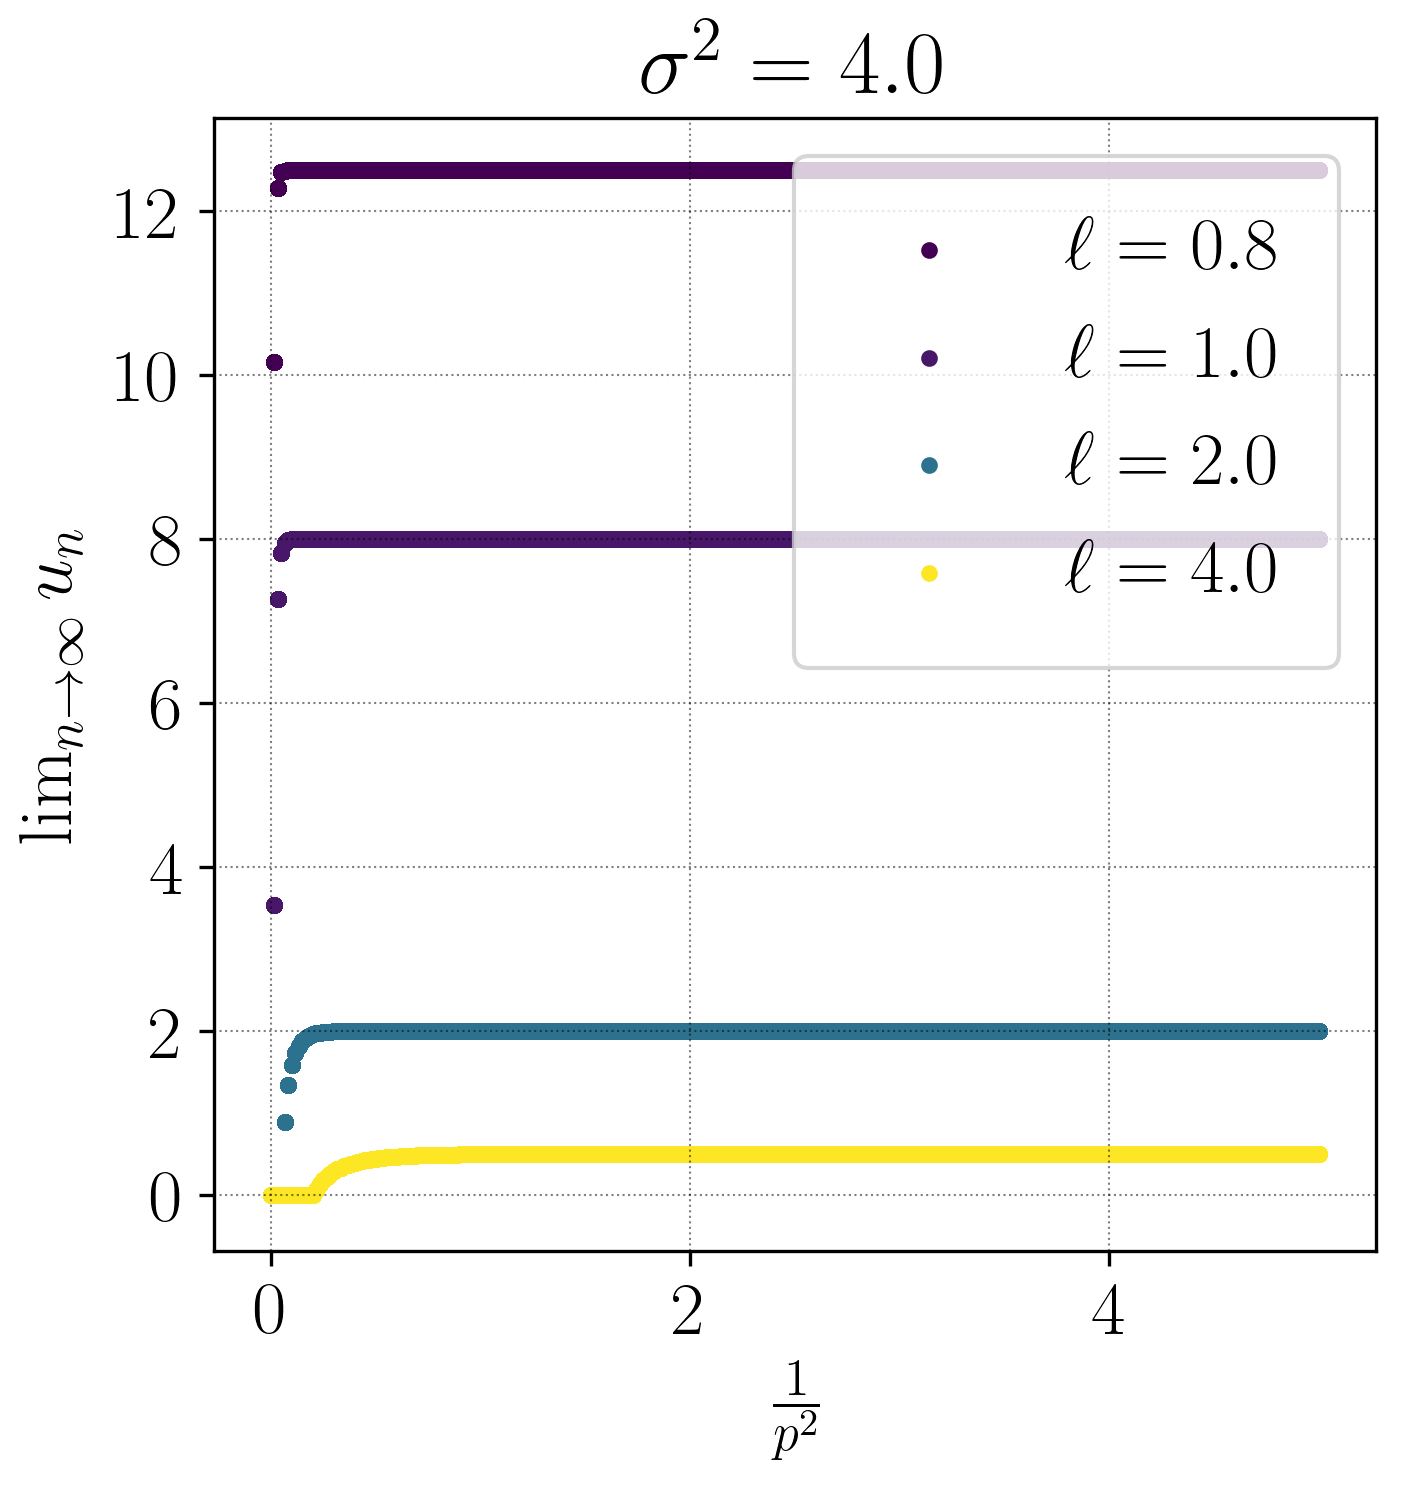 σ² = 4.0
12
10
8
6
4
2
0
lim_{n→∞} u_n
ℓ = 0.8
ℓ = 1.0
ℓ = 2.0
ℓ = 4.0
0 2 4
1/p²